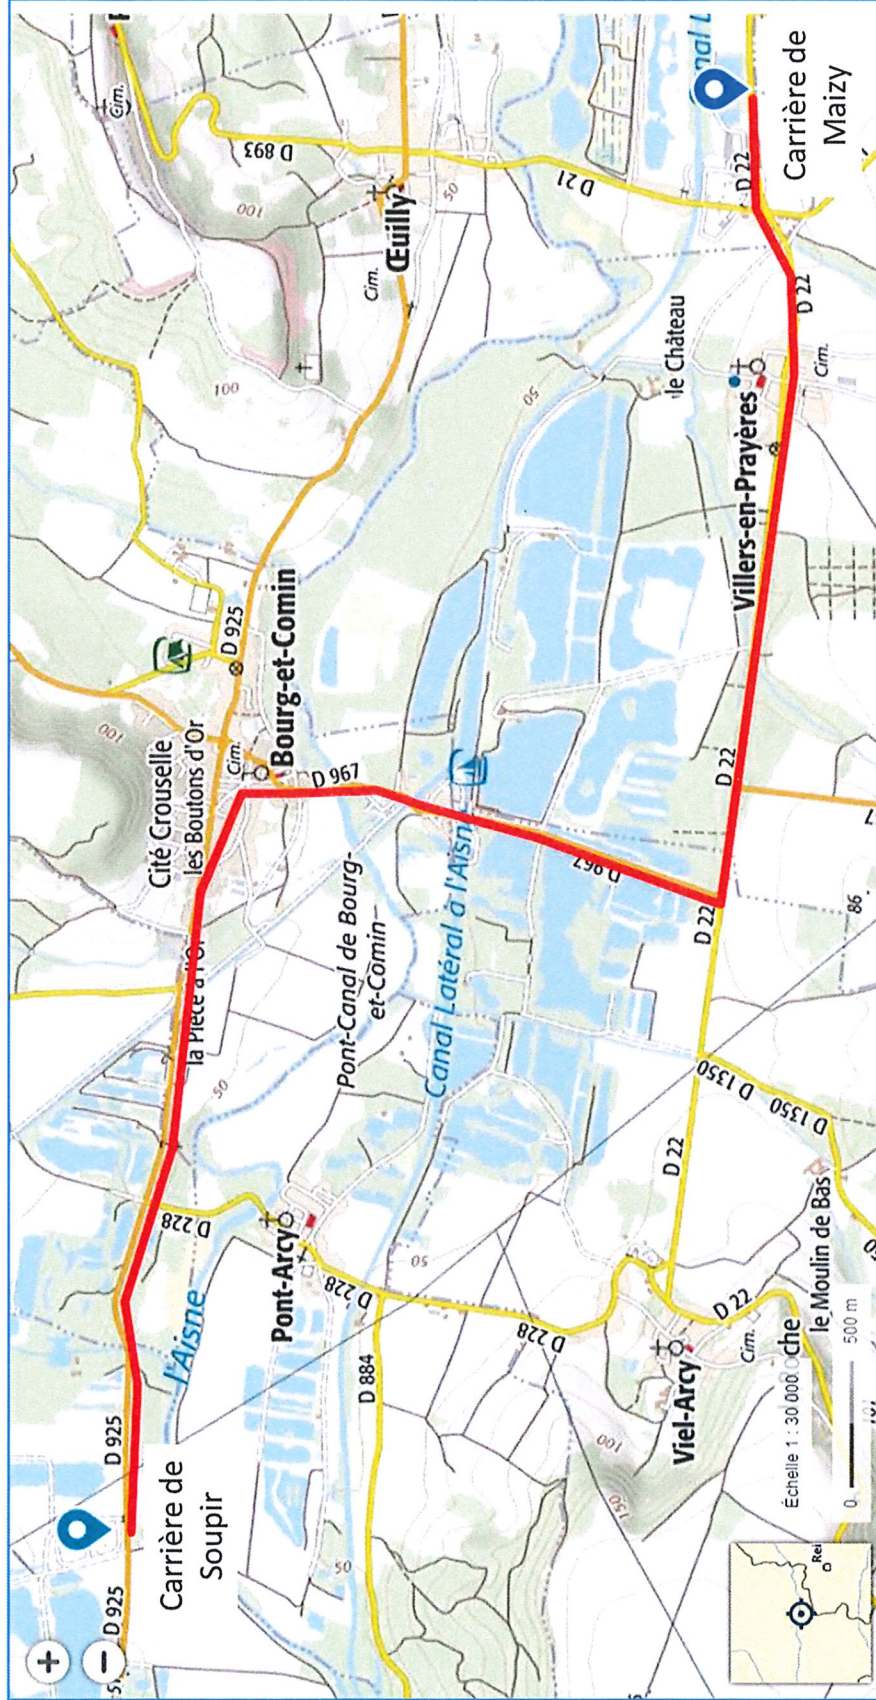 D 925
D 925
Carrière de
Soupir
l'Aisne
D 228
Pont-Arcy
D 228
D 884
D 228
Viel-Arcy
Cim.
D 22
D 22
le Moulin de Bas
D 1350
D 1350
Échelle 1 : 30 000
0
500 m
Cité Crouselle
les Boutons d'Or
Cim.
Bourg-et-Comin
D 925
D 967
Pont-Canal de Bourg-
et-Comin
Canal Latéral à l'Aisne
D 967
D 22
D 22
86
100
100
100
100
150
50
50
50
50
50
Cim.
D 893
Œuilly
Cim.
D 21
le Château
Villers-en-Prayères
Cim.
D 22
D 22
Carrière de
Maizy
Rei